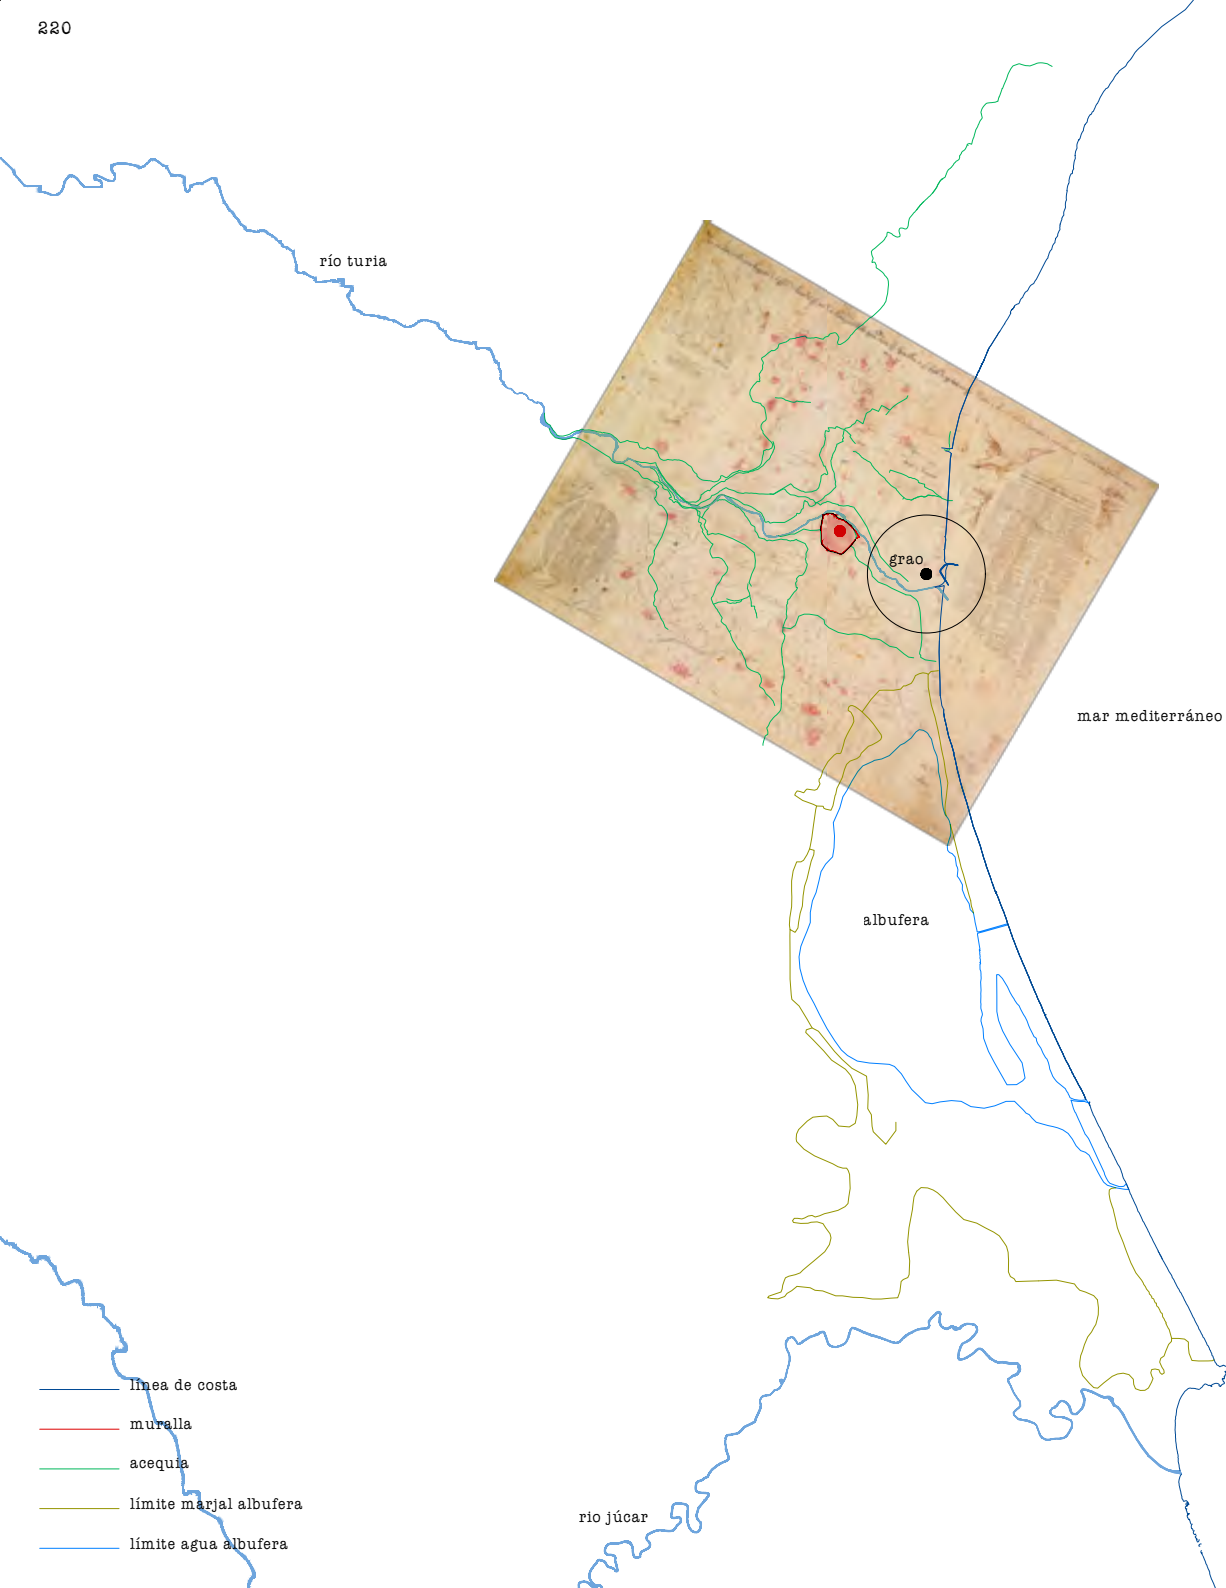 220
río turia
grao
mar mediterráneo
albufera
línea de costa
muralla
acequia
límite marjal albufera
límite agua albufera
rio júcar